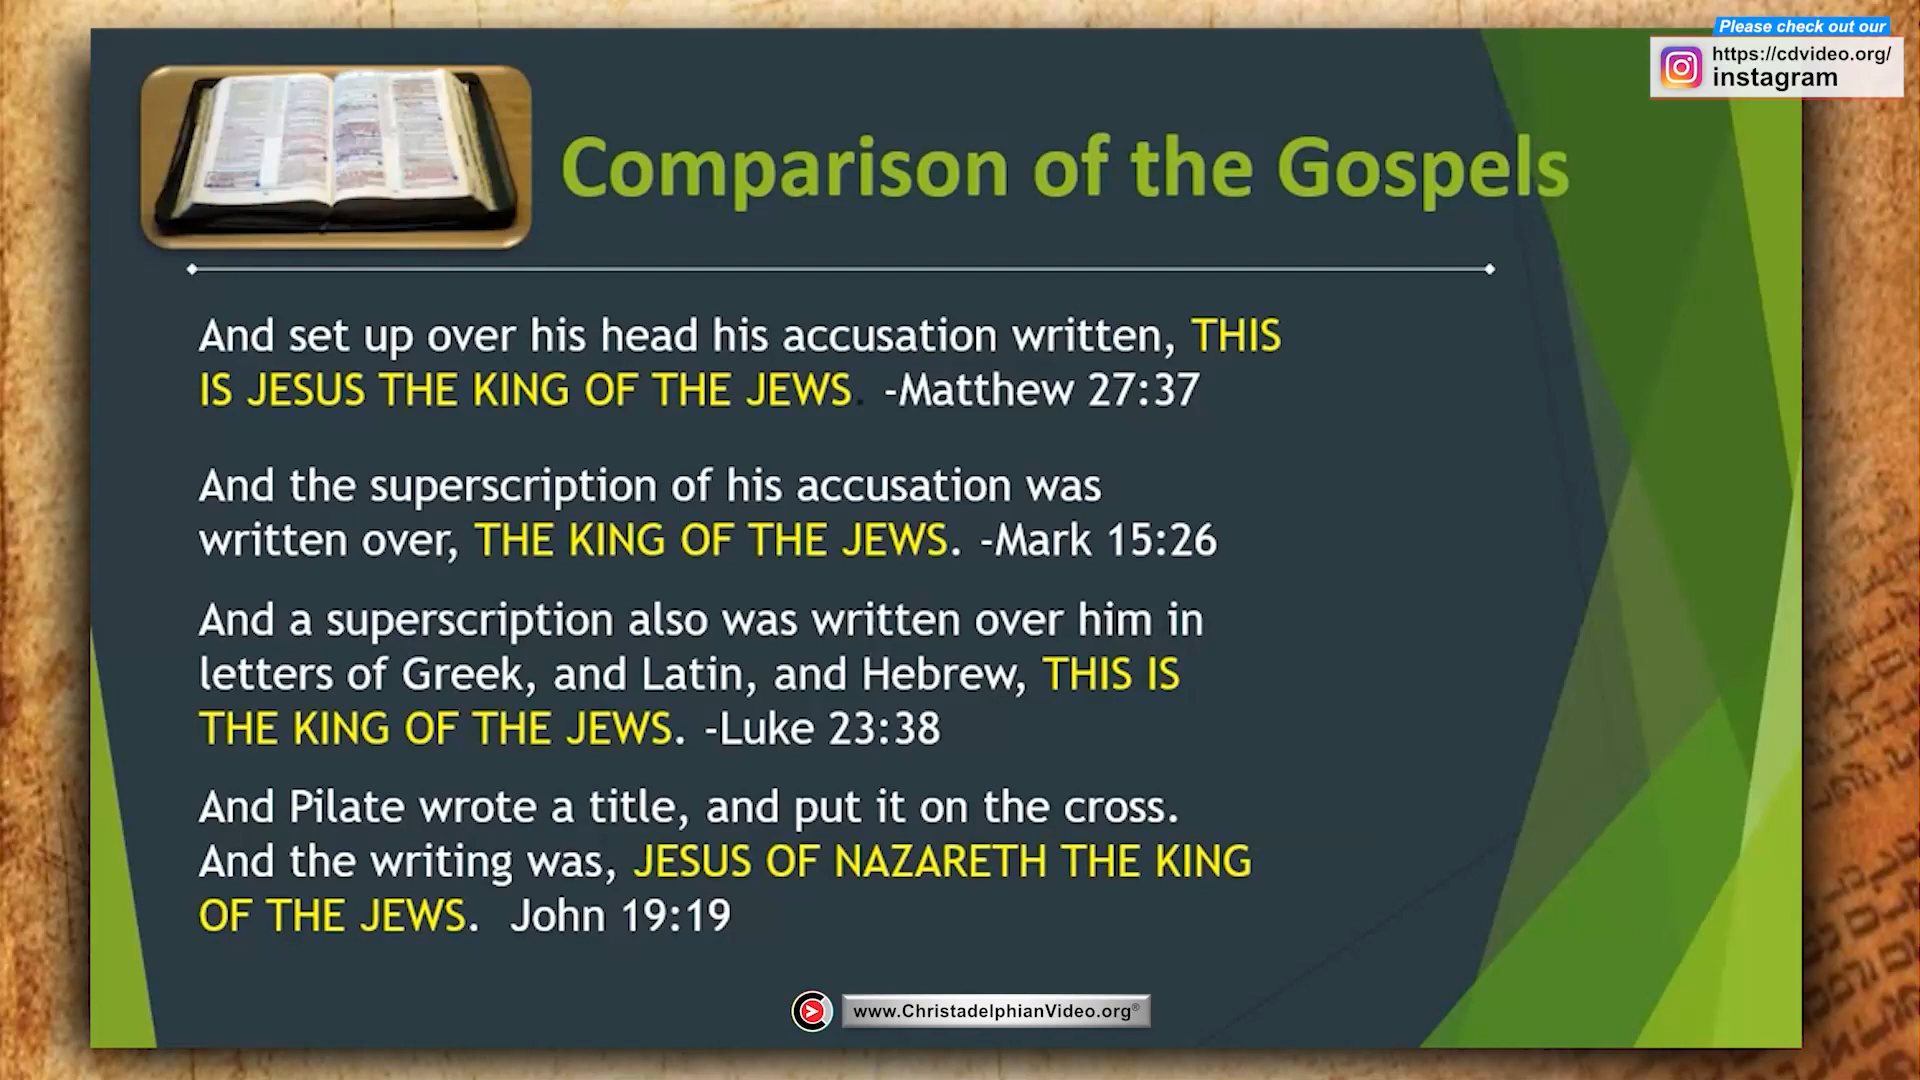 Please check out our
https://cdvideo.org/
instagram
Comparison of the Gospels
And set up over his head his accusation written, THIS
IS JESUS THE KING OF THE JEWS. -Matthew 27:37
And the superscription of his accusation was
written over, THE KING OF THE JEWS. -Mark 15:26
And a superscription also was written over him in
letters of Greek, and Latin, and Hebrew, THIS IS
THE KING OF THE JEWS. -Luke 23:38
And Pilate wrote a title, and put it on the cross.
And the writing was, JESUS OF NAZARETH THE KING
OF THE JEWS. John 19:19
www.ChristadelphianVideo.org®